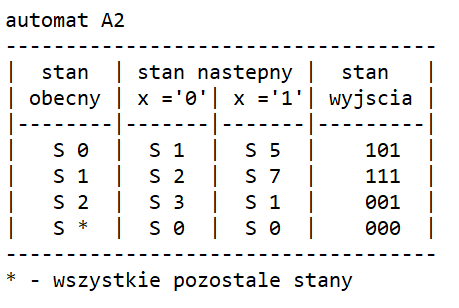 automat A2
-------------------------------------
|  stan  | stan nastepny |  stan   |
| obecny | x ='0'| x ='1'| wyjscia |
|--------|-------|-------|---------|
|  S 0   |  S 1  |  S 5  |   101   |
|  S 1   |  S 2  |  S 7  |   111   |
|  S 2   |  S 3  |  S 1  |   001   |
|  S *   |  S 0  |  S 0  |   000   |
-------------------------------------
* - wszystkie pozostale stany